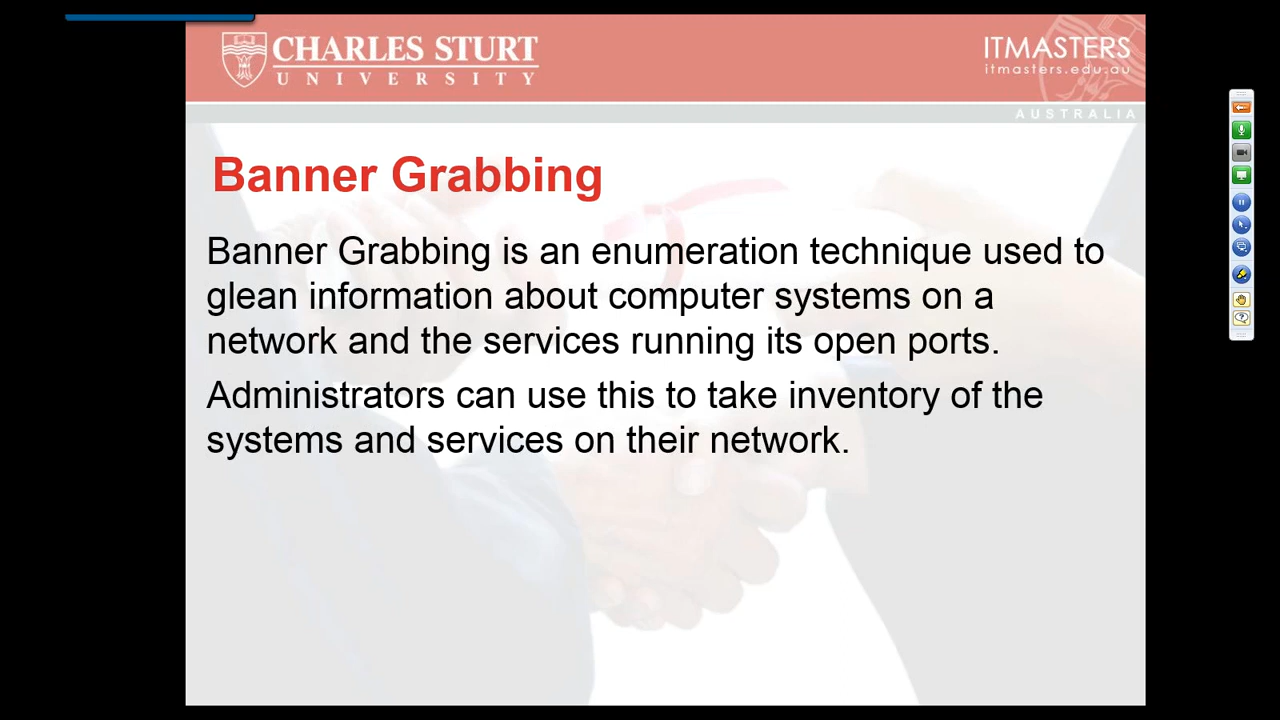 CHARLES STURT
UNIVERSITY
ITMASTERS
itmasters.edu.au
AUSTRALIA
Banner Grabbing
Banner Grabbing is an enumeration technique used to
glean information about computer systems on a
network and the services running its open ports.
Administrators can use this to take inventory of the
systems and services on their network.